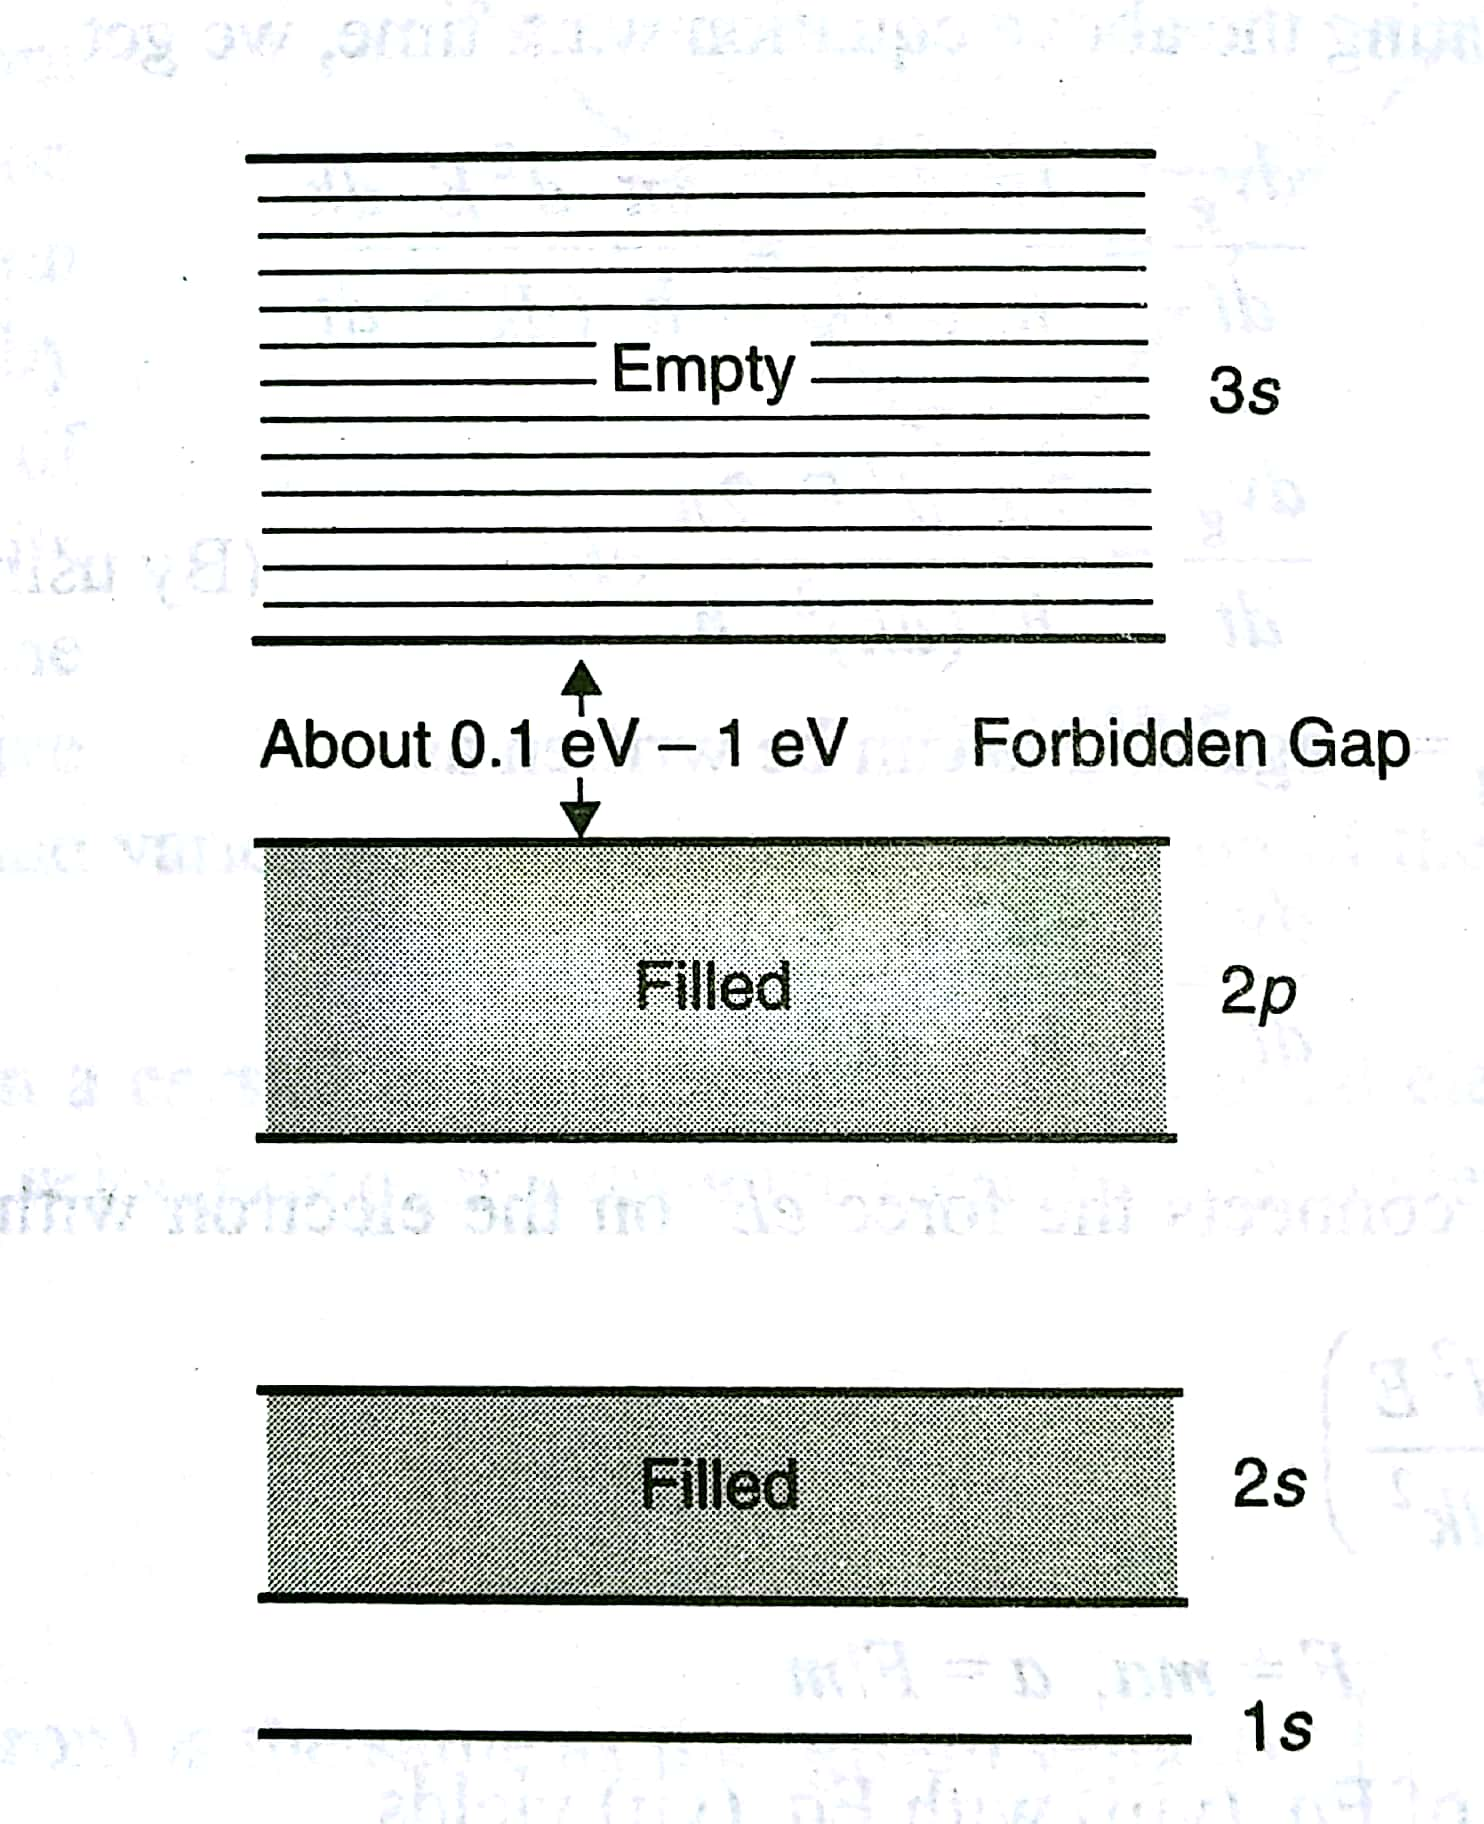 Empty
3s
About 0.1 eV – 1 eV Forbidden Gap
Filled
2p
Filled
2s
1s